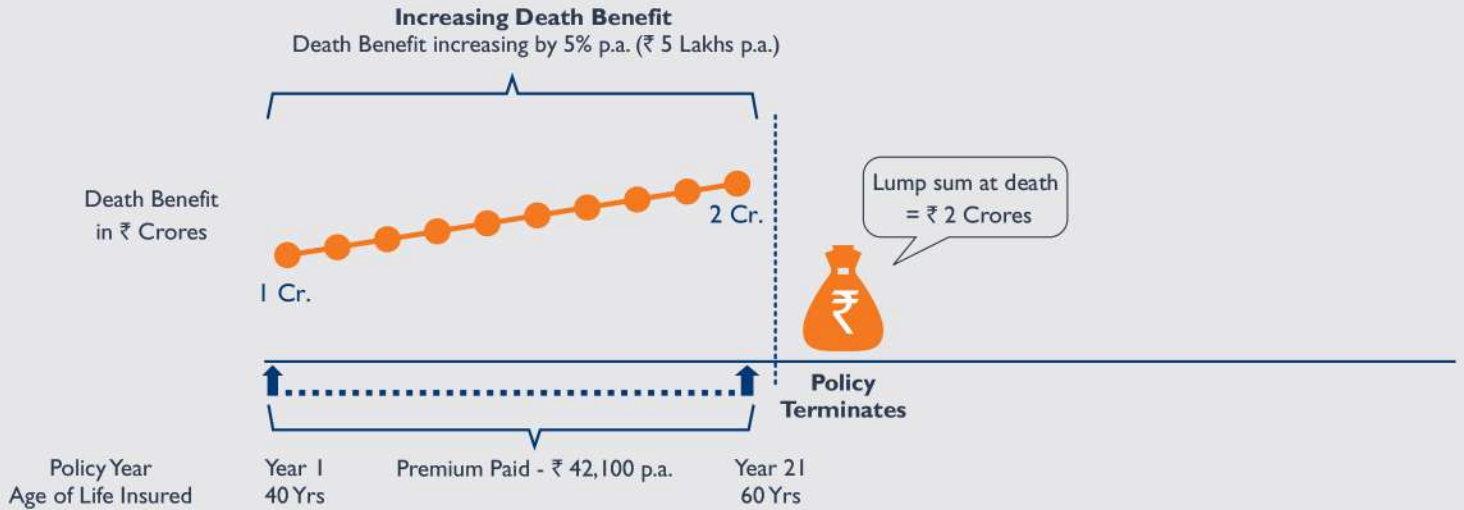 Increasing Death Benefit
Death Benefit increasing by 5% p.a. (₹ 5 Lakhs p.a.)
Death Benefit
in ₹ Crores
1 Cr.
2 Cr.
Lump sum at death
= ₹ 2 Crores
₹
Policy
Terminates
Policy Year
Age of Life Insured
Year 1
40 Yrs
Premium Paid - ₹ 42,100 p.a.
Year 21
60 Yrs